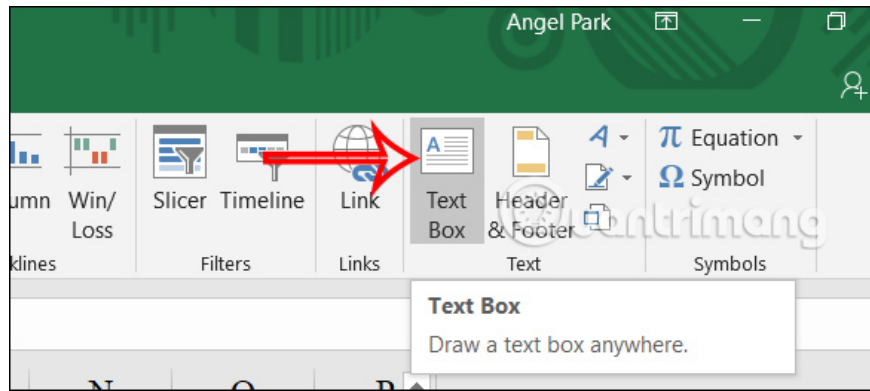 Angel Park
umn Win/ Loss
Slicer Timeline
Link
Text Box
Header & Footer
Equation
Symbol
klines
Filters
Links
Text
Symbols
uantrimang
Text Box
Draw a text box anywhere.
N O P